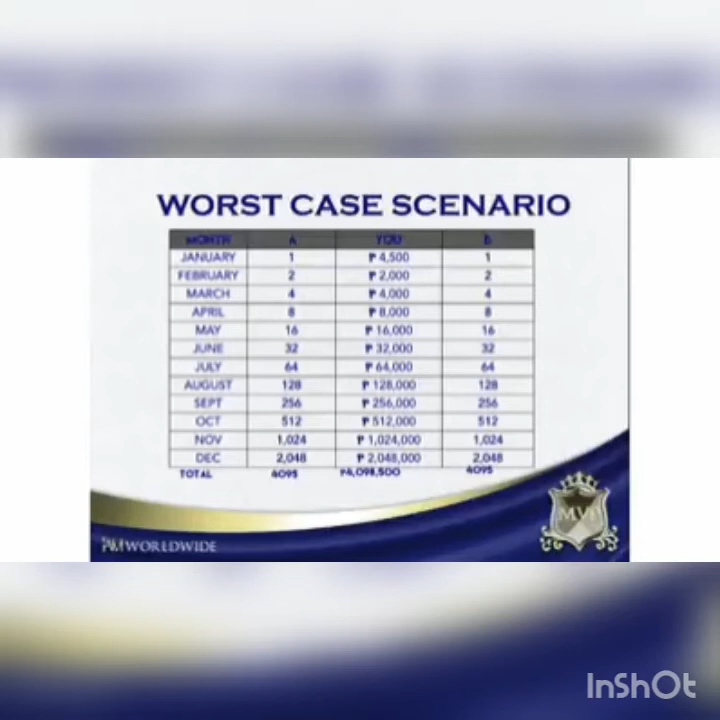 WORST CASE SCENARIO
MONTH A YOU B
JANUARY 1 ₱ 4,500 1
FEBRUARY 2 ₱ 2,000 2
MARCH 4 ₱ 4,000 4
APRIL 8 ₱ 8,000 8
MAY 16 ₱ 16,000 16
JUNE 32 ₱ 32,000 32
JULY 64 ₱ 64,000 64
AUGUST 128 ₱ 128,000 128
SEPT 256 ₱ 256,000 256
OCT 512 ₱ 512,000 512
NOV 1,024 ₱ 1,024,000 1,024
DEC 2,048 ₱ 2,048,000 2,048
TOTAL 4095 ₱4,098,500 4095
WORLDWIDE
InShOt